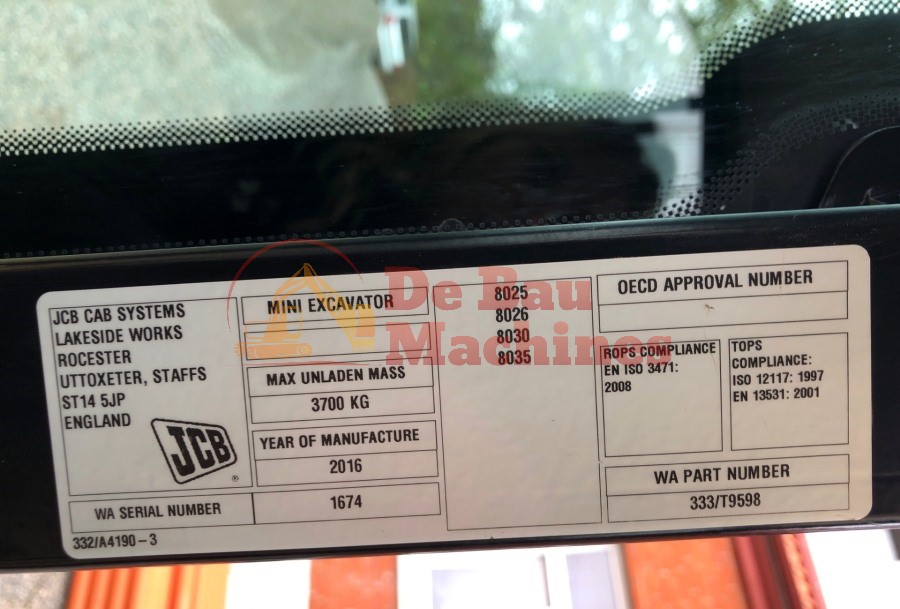 JCB CAB SYSTEMS
LAKESIDE WORKS
ROCESTER
UTTOXETER, STAFFS
ST14 5JP
ENGLAND
JCB
®
WA SERIAL NUMBER
1674
332/A4190-3
MINI EXCAVATOR
MAX UNLADEN MASS
3700 KG
YEAR OF MANUFACTURE
2016
8025
8026
8030
8035
OECD APPROVAL NUMBER
ROPS COMPLIANCE
EN ISO 3471:
2008
TOPS
COMPLIANCE:
ISO 12117: 1997
EN 13531: 2001
WA PART NUMBER
333/T9598
De Bau
Machines